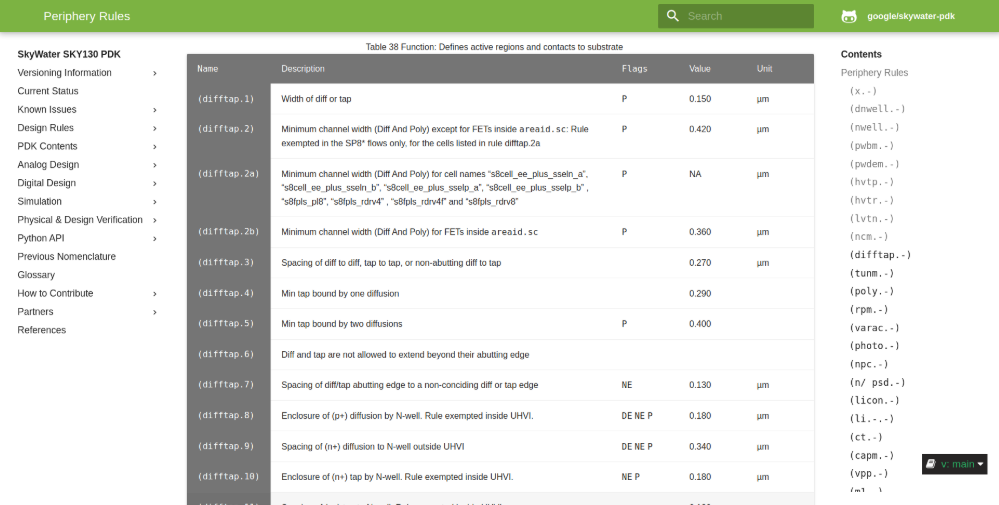 Periphery Rules
Search
google/skywater-pdk
SkyWater SKY130 PDK
Versioning Information
Current Status
Known Issues
Design Rules
PDK Contents
Analog Design
Digital Design
Simulation
Physical & Design Verification
Python API
Previous Nomenclature
Glossary
How to Contribute
Partners
References
Table 38 Function: Defines active regions and contacts to substrate
Name Description Flags Value Unit
(difftap.1) Width of diff or tap P 0.150 µm
(difftap.2) Minimum channel width (Diff And Poly) except for FETs inside areaid.sc: Rule P 0.420 µm
exempted in the SP8* flows only, for the cells listed in rule difftap.2a
(difftap.2a) Minimum channel width (Diff And Poly) for cell names “s8cell_ee_plus_sseln_a”, P NA µm
“s8cell_ee_plus_sseln_b”, “s8cell_ee_plus_sselp_a”, “s8cell_ee_plus_sselp_b” ,
“s8fpls_pl8”, “s8fpls_rdrv4” , “s8fpls_rdrv4f” and “s8fpls_rdrv8”
(difftap.2b) Minimum channel width (Diff And Poly) for FETs inside areaid.sc P 0.360 µm
(difftap.3) Spacing of diff to diff, tap to tap, or non-abutting diff to tap 0.270 µm
(difftap.4) Min tap bound by one diffusion 0.290
(difftap.5) Min tap bound by two diffusions P 0.400
(difftap.6) Diff and tap are not allowed to extend beyond their abutting edge
(difftap.7) Spacing of diff/tap abutting edge to a non-conciding diff or tap edge NE 0.130 µm
(difftap.8) Enclosure of (p+) diffusion by N-well. Rule exempted inside UHVI. DE NE P 0.180 µm
(difftap.9) Spacing of (n+) diffusion to N-well outside UHVI DE NE P 0.340 µm
(difftap.10) Enclosure of (n+) tap by N-well. Rule exempted inside UHVI. NE P 0.180 µm
Contents
Periphery Rules
(x.-)
(dnwell.-)
(nwell.-)
(pwbm.-)
(pwdem.-)
(hvtp.-)
(hvtr.-)
(lvtn.-)
(ncm.-)
(difftap.-)
(tunm.-)
(poly.-)
(rpm.-)
(varac.-)
(photo.-)
(npc.-)
(n/ psd.-)
(licon.-)
(li.-.-)
(ct.-)
(capm.-)
(vpp.-)
v: main